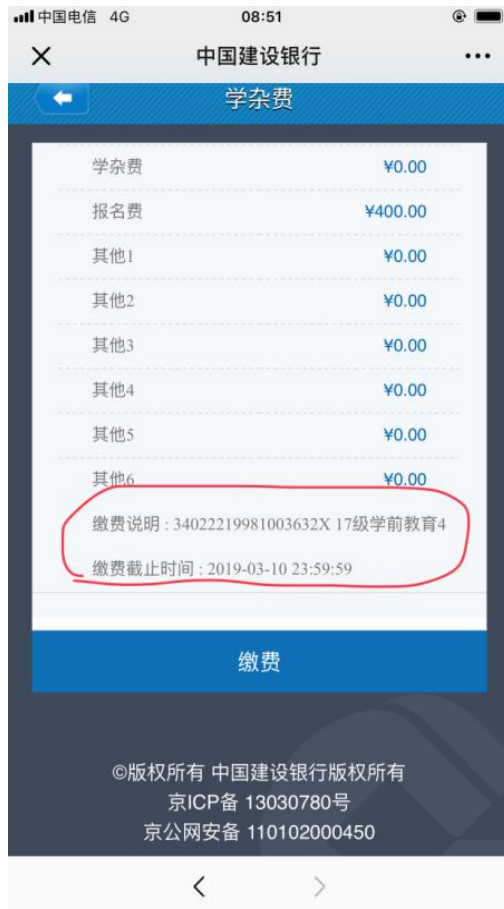 中国电信 4G 08:51
中国建设银行
学杂费
学杂费 ¥0.00
报名费 ¥400.00
其他1 ¥0.00
其他2 ¥0.00
其他3 ¥0.00
其他4 ¥0.00
其他5 ¥0.00
其他6 ¥0.00
缴费说明 : 34022219981003632X 17级学前教育4
缴费截止时间 : 2019-03-10 23:59:59
缴费
©版权所有 中国建设银行版权所有
京ICP备 13030780号
京公网安备 110102000450